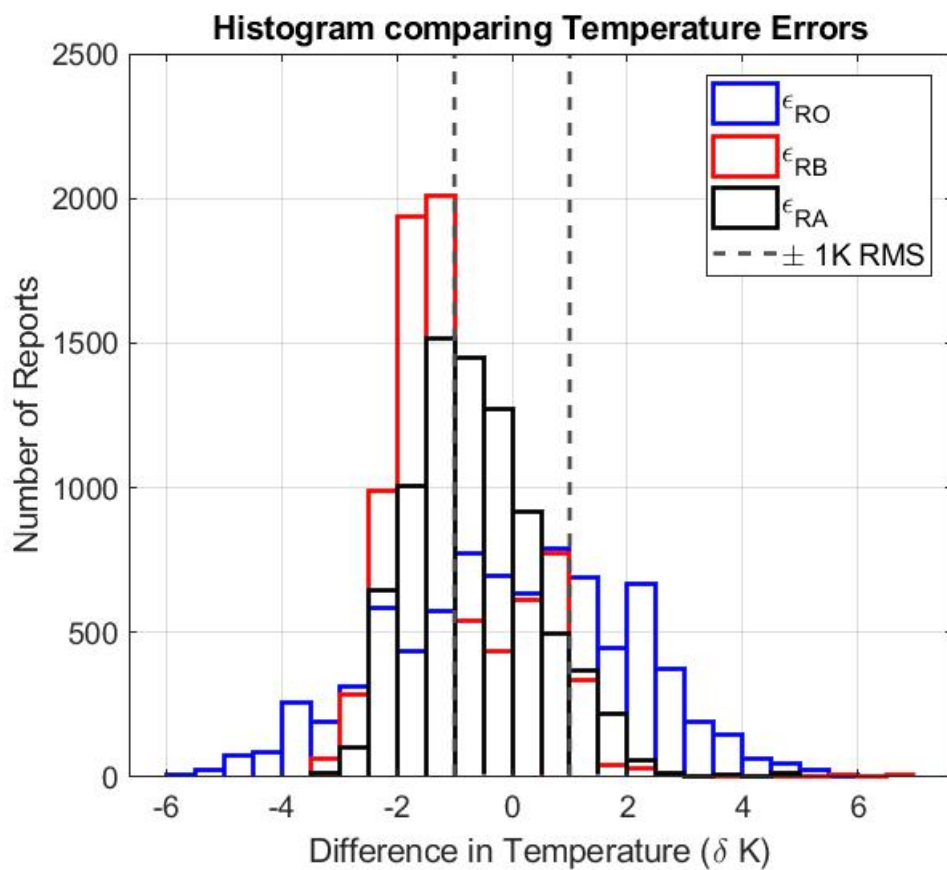 Histogram comparing Temperature Errors
2500
2000
1500
1000
500
0
Number of Reports
ϵRO
ϵRB
ϵRA
± 1K RMS
-6 -4 -2 0 2 4 6
Difference in Temperature (δ K)